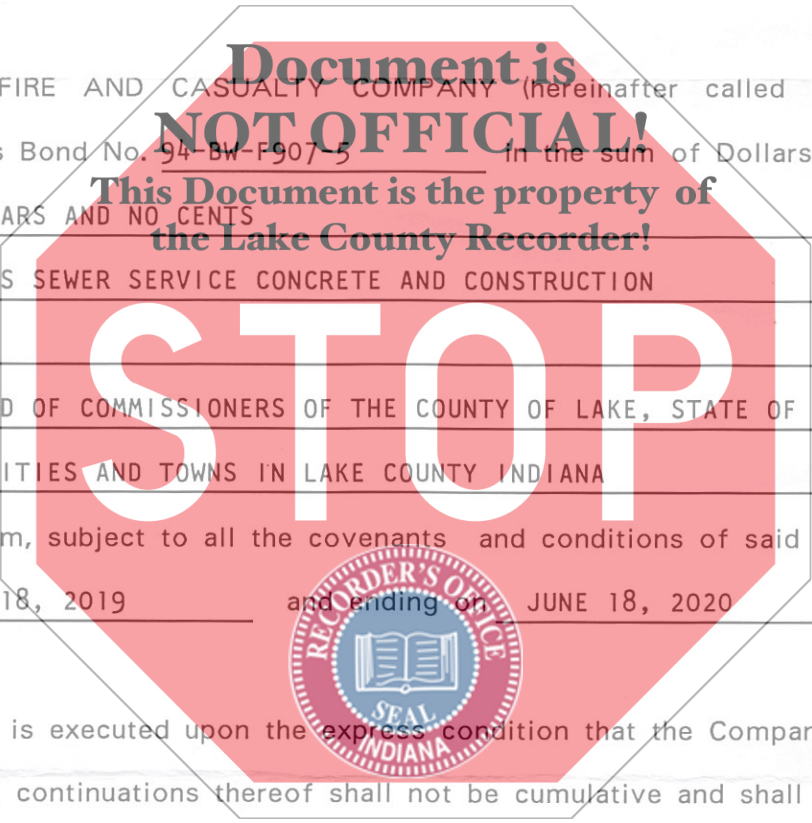 Document is
FIRE AND CASUALTY COMPANY (hereinafter called
NOT OFFICIAL!
s Bond No. 94-BW-F907-5 in the sum of Dollars
This Document is the property of
ARS AND NO CENTS
the Lake County Recorder!
S SEWER SERVICE CONCRETE AND CONSTRUCTION
STOP
D OF COMMISSIONERS OF THE COUNTY OF LAKE, STATE OF
ITIES AND TOWNS IN LAKE COUNTY INDIANA
m, subject to all the covenants and conditions of said
18, 2019 and ending on JUNE 18, 2020
RECORDER'S OFFICE
SEAL
INDIANA
is executed upon the express condition that the Compan
continuations thereof shall not be cumulative and shall